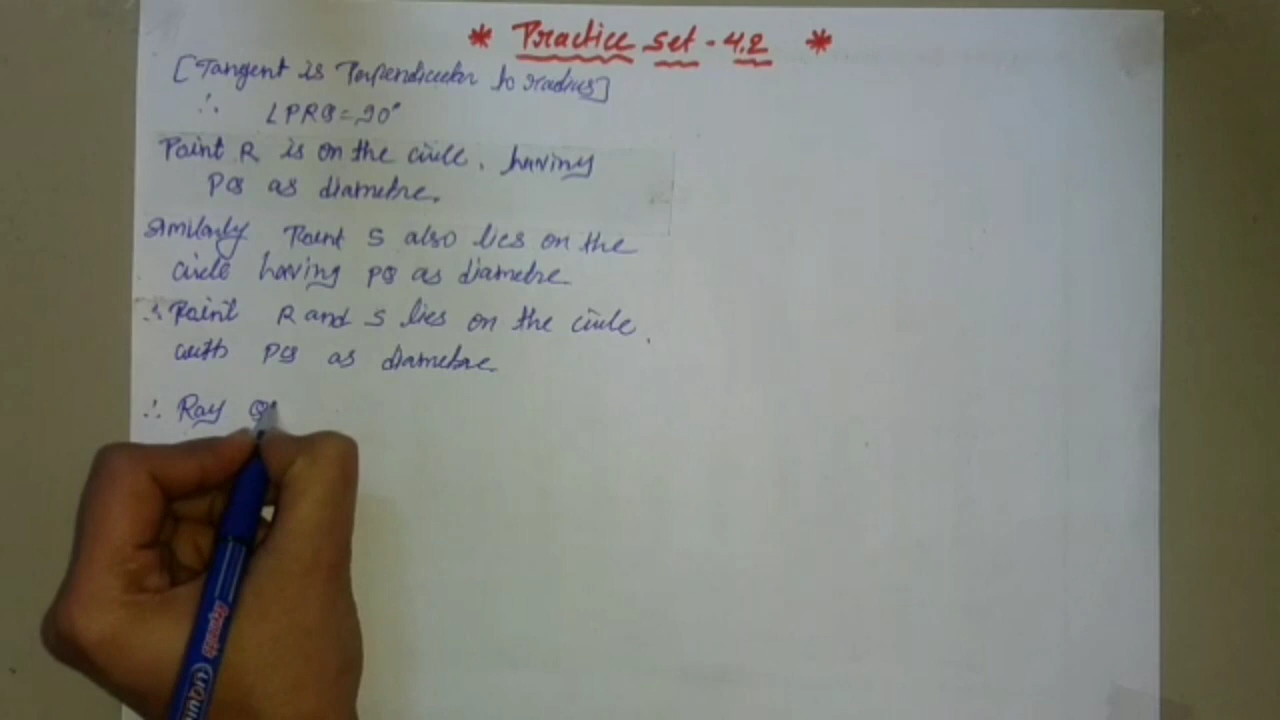 * Practice set - 4.2 *
[Tangent is Perpendicular to radius]
∴ ∠PRQ = 90°
Point R is on the circle, having
PQ as diametre.
Similarly Point S also lies on the
circle having PQ as diametre
∴ Point R and S lies on the circle.
with PQ as diametre.
∴ Ray Q
Reynolds